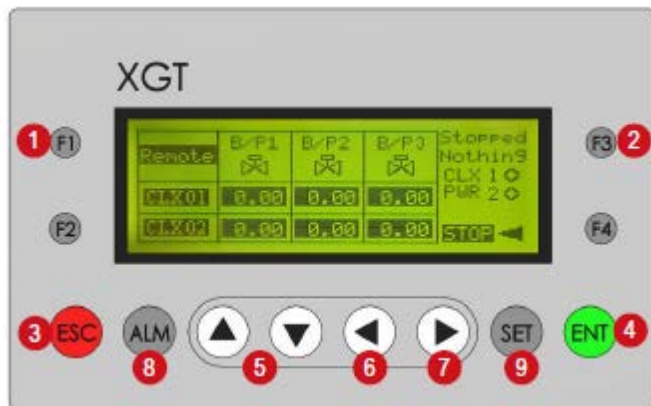 XGT
1 F1
F3 2
F2
F4
Remote B/P1 B/P2 B/P3
CLX01 0.00 0.00 0.00
CLX02 0.00 0.00 0.00
Stopped
Nothing
CLX 1
PWR 2
STOP
3 ESC ALM SET ENT 4
8 5 6 7 9